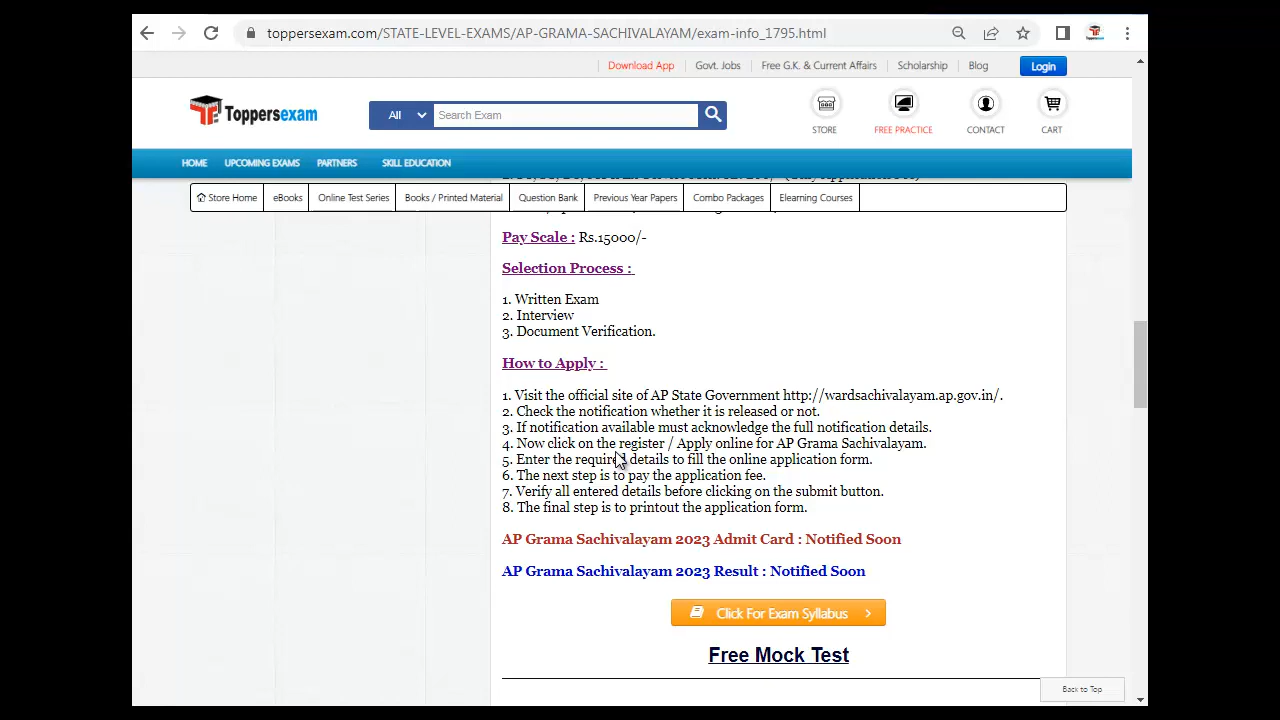 toppersexam.com/STATE-LEVEL-EXAMS/AP-GRAMA-SACHIVALAYAM/exam-info_1795.html
Download App Govt. Jobs Free G.K. & Current Affairs Scholarship Blog Login
Toppersexam
All Search Exam
STORE FREE PRACTICE CONTACT CART
HOME UPCOMING EXAMS PARTNERS SKILL EDUCATION
Store Home eBooks Online Test Series Books / Printed Material Question Bank Previous Year Papers Combo Packages Elearning Courses
Pay Scale : Rs.15000/-
Selection Process :
1. Written Exam
2. Interview
3. Document Verification.
How to Apply :
1. Visit the official site of AP State Government http://wardsachivalayam.ap.gov.in/.
2. Check the notification whether it is released or not.
3. If notification available must acknowledge the full notification details.
4. Now click on the register / Apply online for AP Grama Sachivalayam.
5. Enter the required details to fill the online application form.
6. The next step is to pay the application fee.
7. Verify all entered details before clicking on the submit button.
8. The final step is to printout the application form.
AP Grama Sachivalayam 2023 Admit Card : Notified Soon
AP Grama Sachivalayam 2023 Result : Notified Soon
Click For Exam Syllabus
Free Mock Test
Back to Top